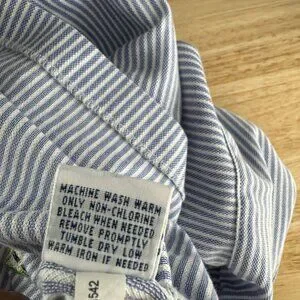 MACHINE WASH WARM
ONLY NON-CHLORINE
BLEACH WHEN NEEDED
REMOVE PROMPTLY
TUMBLE DRY LOW
WARM IRON IF NEEDED
542